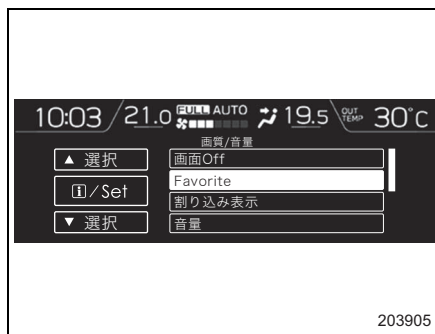 10:03 21.0 FULL AUTO 19.5 OUT TEMP 30°C
画質/音量
▲ 選択
画面Off
Favorite
i/Set
割り込み表示
▼ 選択
音量
203905